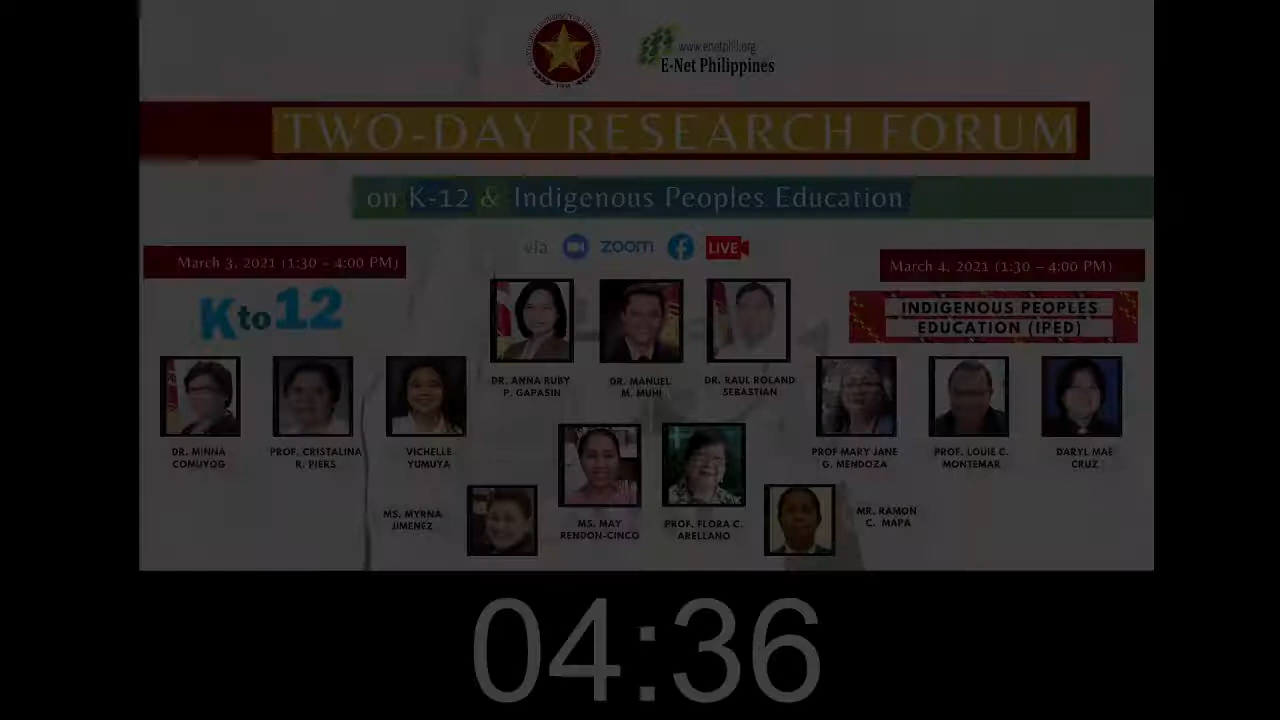 www.enetphil.org
E-Net Philippines
TWO-DAY RESEARCH FORUM
on K-12 & Indigenous Peoples Education
via zoom LIVE
March 3, 2021 (1:30 – 4:00 PM)
March 4, 2021 (1:30 – 4:00 PM)
K to 12
INDIGENOUS PEOPLES
EDUCATION (IPED)
DR. ANNA RUBY
P. GAPASIN
DR. MANUEL
M. MUHI
DR. RAUL ROLAND
SEBASTIAN
DR. MINNA
COMUYOG
PROF. CRISTALINA
R. PIERS
VICHELLE
YUMUYA
PROF MARY JANE
G. MENDOZA
PROF. LOUIE C.
MONTEMAR
DARYL MAE
CRUZ
MS. MYRNA
JIMENEZ
MS. MAY
RENDON-CINCO
PROF. FLORA C.
ARELLANO
MR. RAMON
C. MAPA
04:36